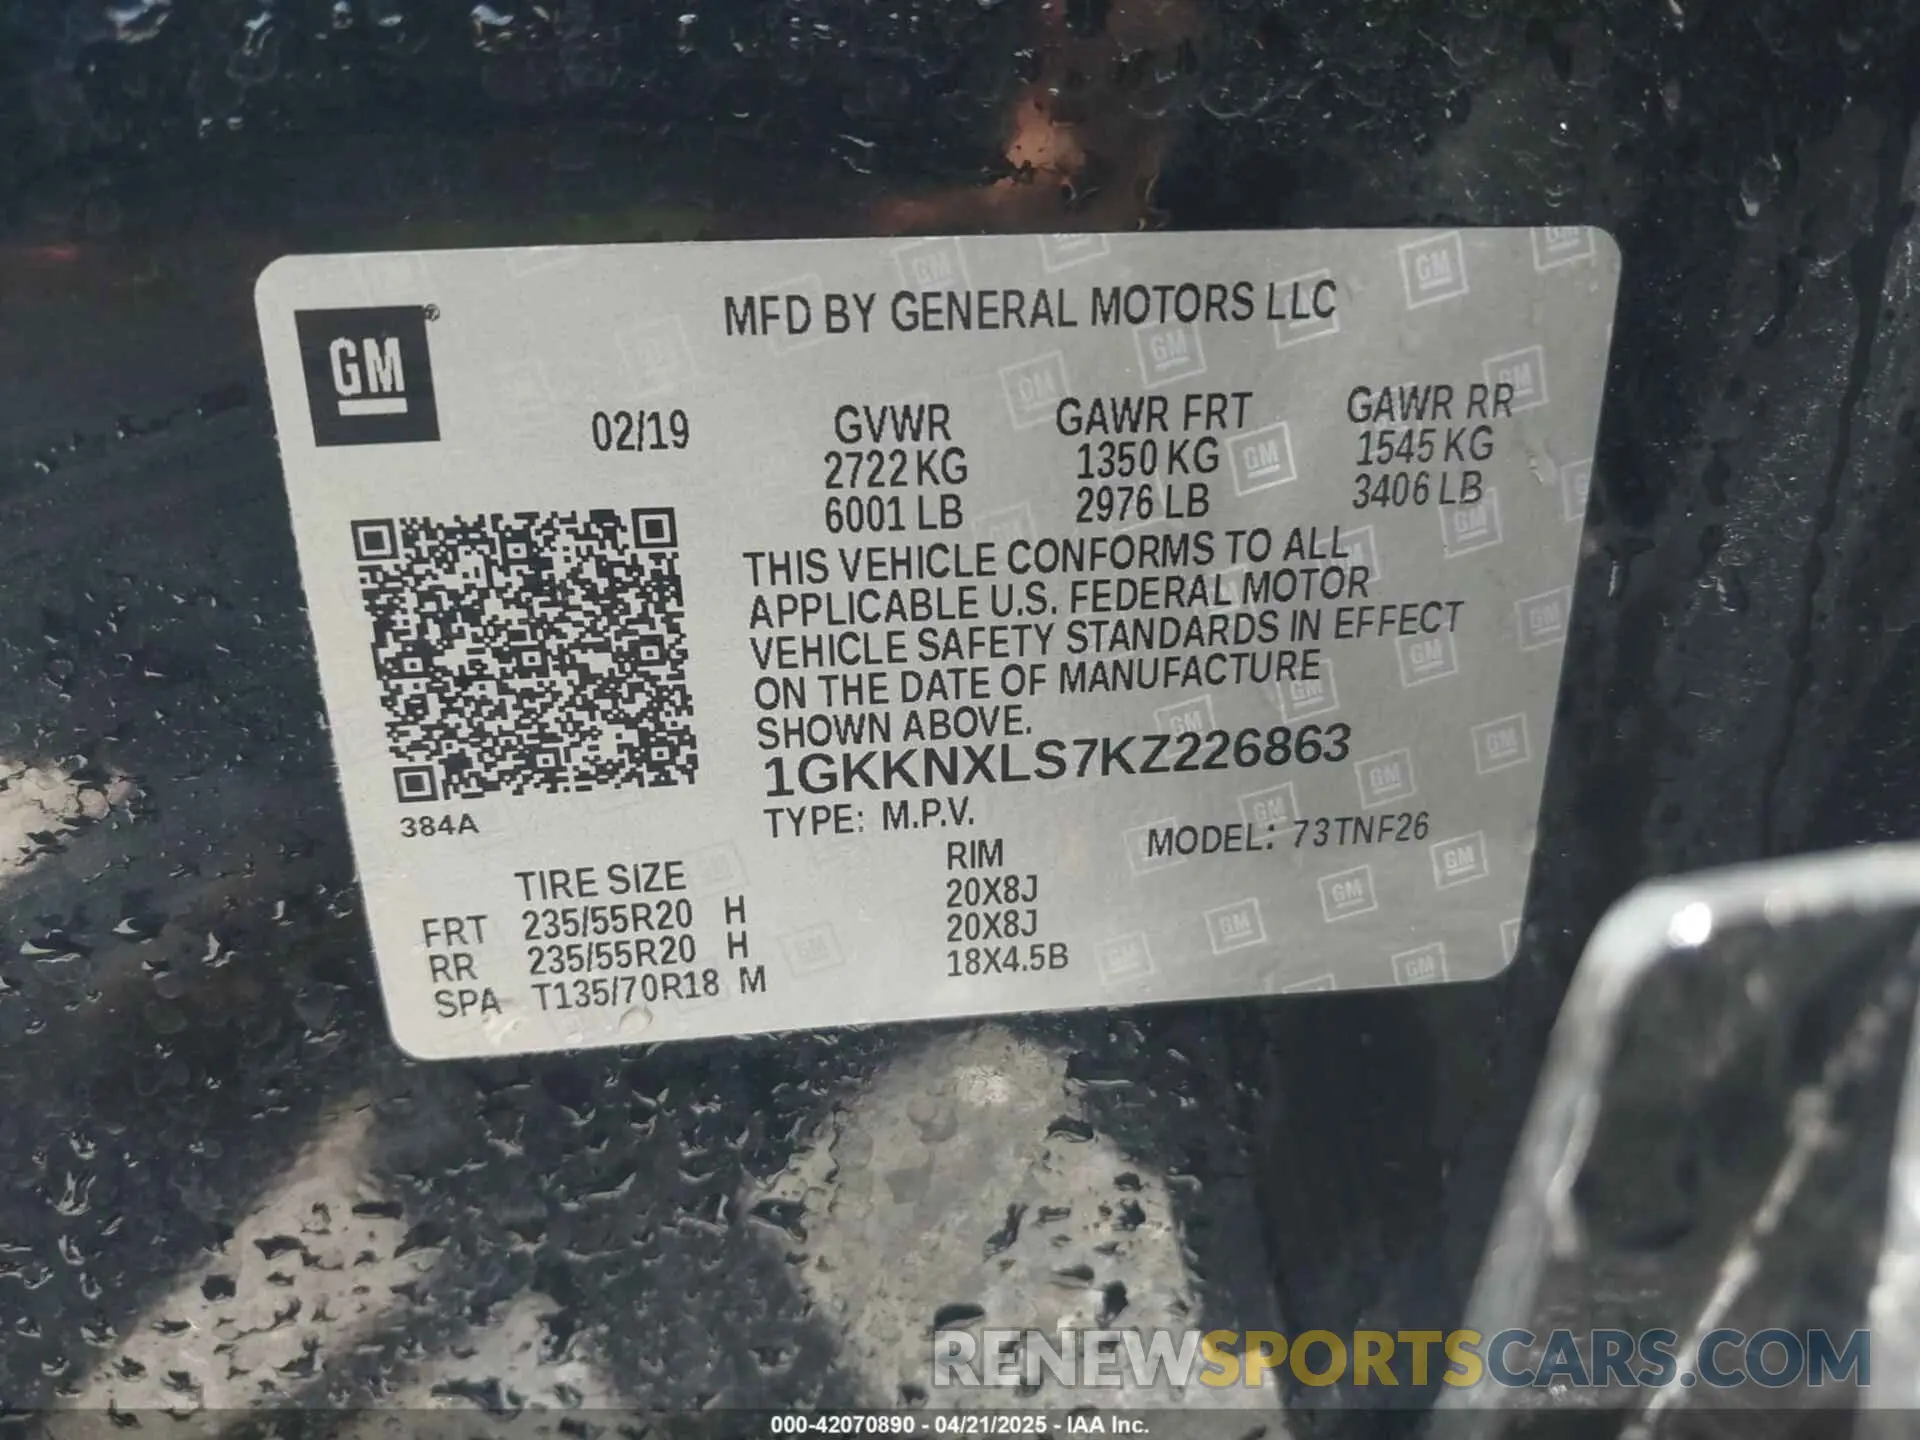 MFD BY GENERAL MOTORS LLC
GM
02/19
GVWR GAWR FRT GAWR RR
2722 KG 1350 KG 1545 KG
6001 LB 2976 LB 3406 LB
THIS VEHICLE CONFORMS TO ALL
APPLICABLE U.S. FEDERAL MOTOR
VEHICLE SAFETY STANDARDS IN EFFECT
ON THE DATE OF MANUFACTURE
SHOWN ABOVE.
1GKKNXLS7KZ226863
384A
TYPE: M.P.V. MODEL: 73TNF26
TIRE SIZE RIM
FRT 235/55R20 H 20X8J
RR 235/55R20 H 20X8J
SPA T135/70R18 M 18X4.5B
RENEWSPORTSCARS.COM
000-42070890 - 04/21/2025 - IAA Inc.